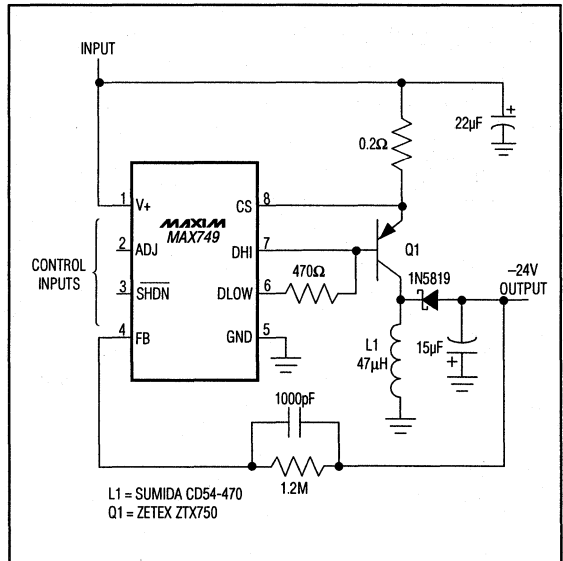 INPUT
22µF
+
0.2Ω
1 V+
CS 8
MAXIM
MAX749
2 ADJ
DHI 7
Q1
CONTROL
INPUTS
470Ω
1N5819
–24V
OUTPUT
3 SHDN
DLOW 6
4 FB
GND 5
L1
47µH
15µF
+
1000pF
1.2M
L1 = SUMIDA CD54-470
Q1 = ZETEX ZTX750